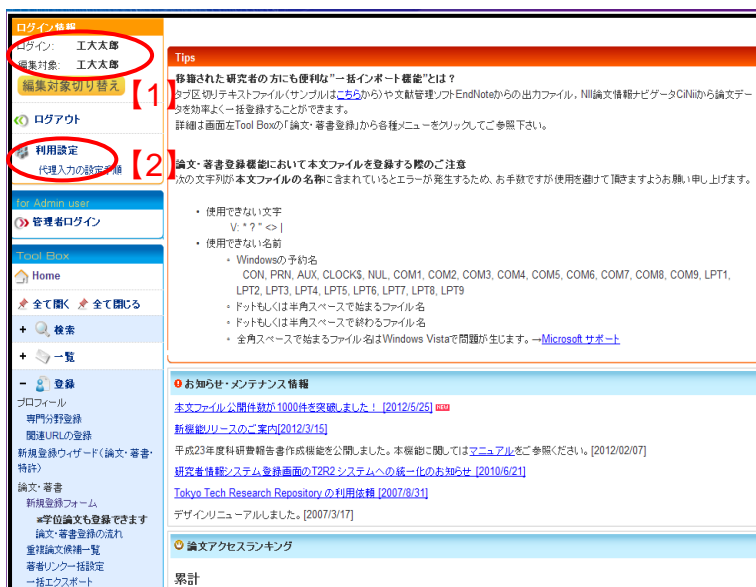 ログイン情報
ログイン: 工大太郎
編集対象: 工大太郎
編集対象切り替え
【1】
ログアウト
利用設定
代理入力の設定手順
【2】
for Admin user
管理者ログイン
Tool Box
Home
全て開く 全て閉じる
+ 検索
+ 一覧
− 登録
プロフィール
専門分野登録
関連URLの登録
新規登録ウィザード(論文・著書・
特許)
論文・著書
新規登録フォーム
※学位論文も登録できます
論文・著書登録の流れ
重複論文候補一覧
著者リンク一括設定
一括エクスポート
Tips
移籍された研究者の方にも便利な"一括インポート機能"とは？
タブ区切りテキストファイル(サンプルはこちらから)や文献管理ソフトEndNoteからの出力ファイル, NII論文情報ナビゲータCiNiiから論文デー
タを効率よく一括登録することができます。
詳細は画面左Tool Boxの「論文・著書登録」から各種メニューをクリックしてご参照下さい。
論文・著書登録機能において本文ファイルを登録する際のご注意
次の文字列が本文ファイルの名称に含まれているとエラーが発生するため、お手数ですが使用を避けて頂きますようお願い申し上げます。
• 使用できない文字
\/: * ? " <> |
• 使用できない名前
◦ Windowsの予約名
CON, PRN, AUX, CLOCK$, NUL, COM1, COM2, COM3, COM4, COM5, COM6, COM7, COM8, COM9, LPT1,
LPT2, LPT3, LPT4, LPT5, LPT6, LPT7, LPT8, LPT9
◦ ドットもしくは半角スペースで始まるファイル名
◦ ドットもしくは半角スペースで終わるファイル名
◦ 全角スペースで始まるファイル名はWindows Vistaで問題が生じます。→Microsoft サポート
お知らせ・メンテナンス情報
本文ファイル公開件数が1000件を突破しました！ [2012/5/25] NEW
新機能リリースのご案内[2012/3/15]
平成23年度科研費報告書作成機能を公開しました。本機能に関してはマニュアルをご参照ください。[2012/02/07]
研究者情報システム登録画面のT2R2システムへの統一化のお知らせ [2010/6/21]
Tokyo Tech Research Repository の利用依頼 [2007/8/31]
デザインリニューアルしました。[2007/3/17]
論文アクセスランキング
累計